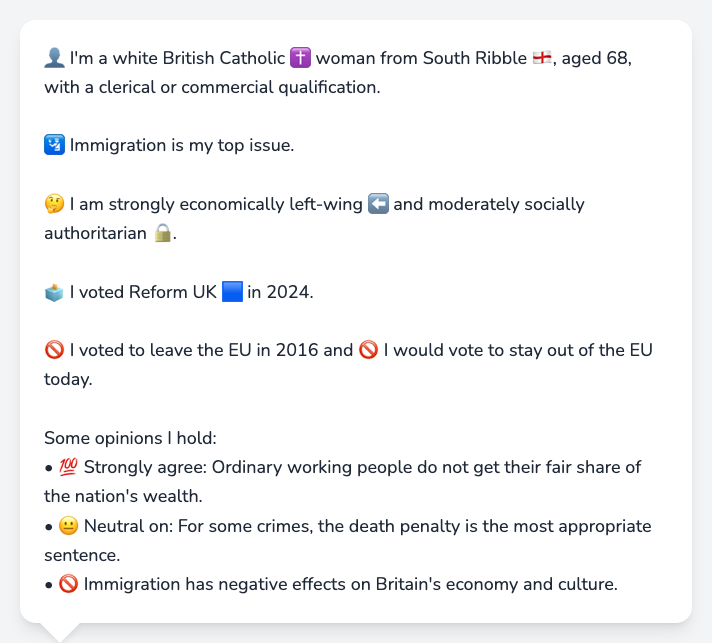 👤 I'm a white British Catholic ✝️ woman from South Ribble 🏴󠁧󠁢󠁥󠁮󠁧󠁿, aged 68,
with a clerical or commercial qualification.
🛂 Immigration is my top issue.
🤔 I am strongly economically left-wing ⬅️ and moderately socially
authoritarian 🔒.
🗳️ I voted Reform UK 🟦 in 2024.
🚫 I voted to leave the EU in 2016 and 🚫 I would vote to stay out of the EU
today.
Some opinions I hold:
• 💯 Strongly agree: Ordinary working people do not get their fair share of
the nation's wealth.
• 😐 Neutral on: For some crimes, the death penalty is the most appropriate
sentence.
• 🚫 Immigration has negative effects on Britain's economy and culture.